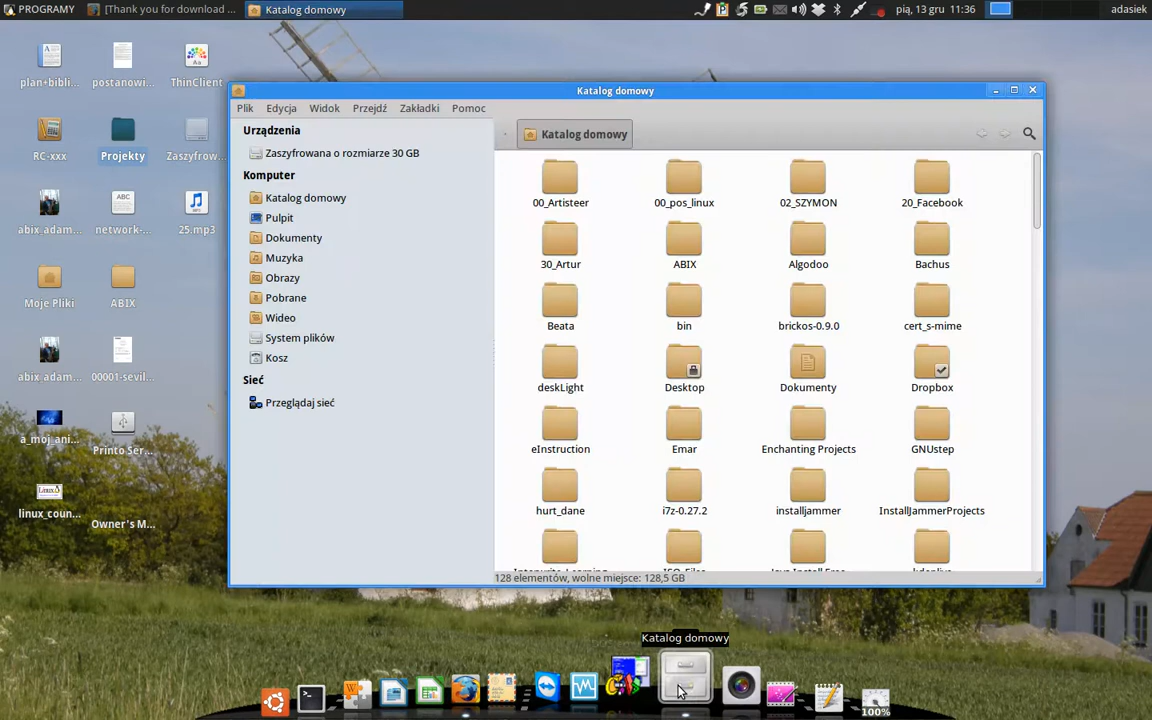 PROGRAMY
[Thank you for download ...
Katalog domowy
pią, 13 gru 11:36
adasiek
plan+bibli...
postanowi...
ThinClient
RC-xxx
Projekty
Zaszyfrow...
abix_adam...
network-...
25.mp3
Moje Pliki
ABIX
abix_adam...
00001-sevil...
a_moj_ani...
Printo Ser...
linux_coun...
Owner's M...
Katalog domowy
Plik
Edycja
Widok
Przejdź
Zakładki
Pomoc
Urządzenia
Zaszyfrowana o rozmiarze 30 GB
Komputer
Katalog domowy
Pulpit
Dokumenty
Muzyka
Obrazy
Pobrane
Wideo
System plików
Kosz
Sieć
Przeglądaj sieć
Katalog domowy
00_Artisteer
00_pos_linux
02_SZYMON
20_Facebook
30_Artur
ABIX
Algodoo
Bachus
Beata
bin
brickos-0.9.0
cert_s-mime
deskLight
Desktop
Dokumenty
Dropbox
eInstruction
Emar
Enchanting Projects
GNUstep
hurt_dane
i7z-0.27.2
installjammer
InstallJammerProjects
128 elementów, wolne miejsce: 128,5 GB
Katalog domowy
100%